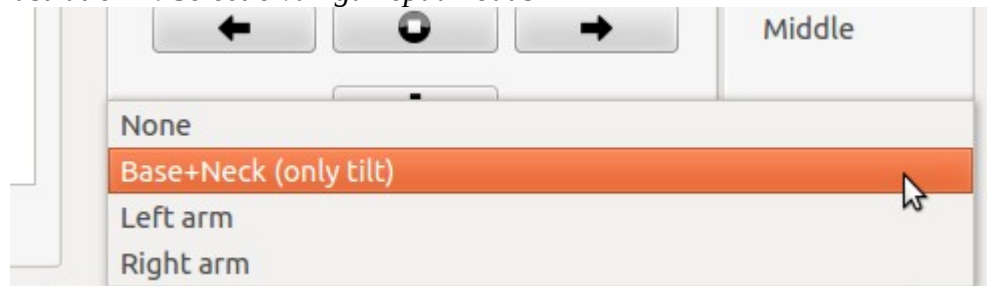 Middle
None
Base+Neck (only tilt)
Left arm
Right arm